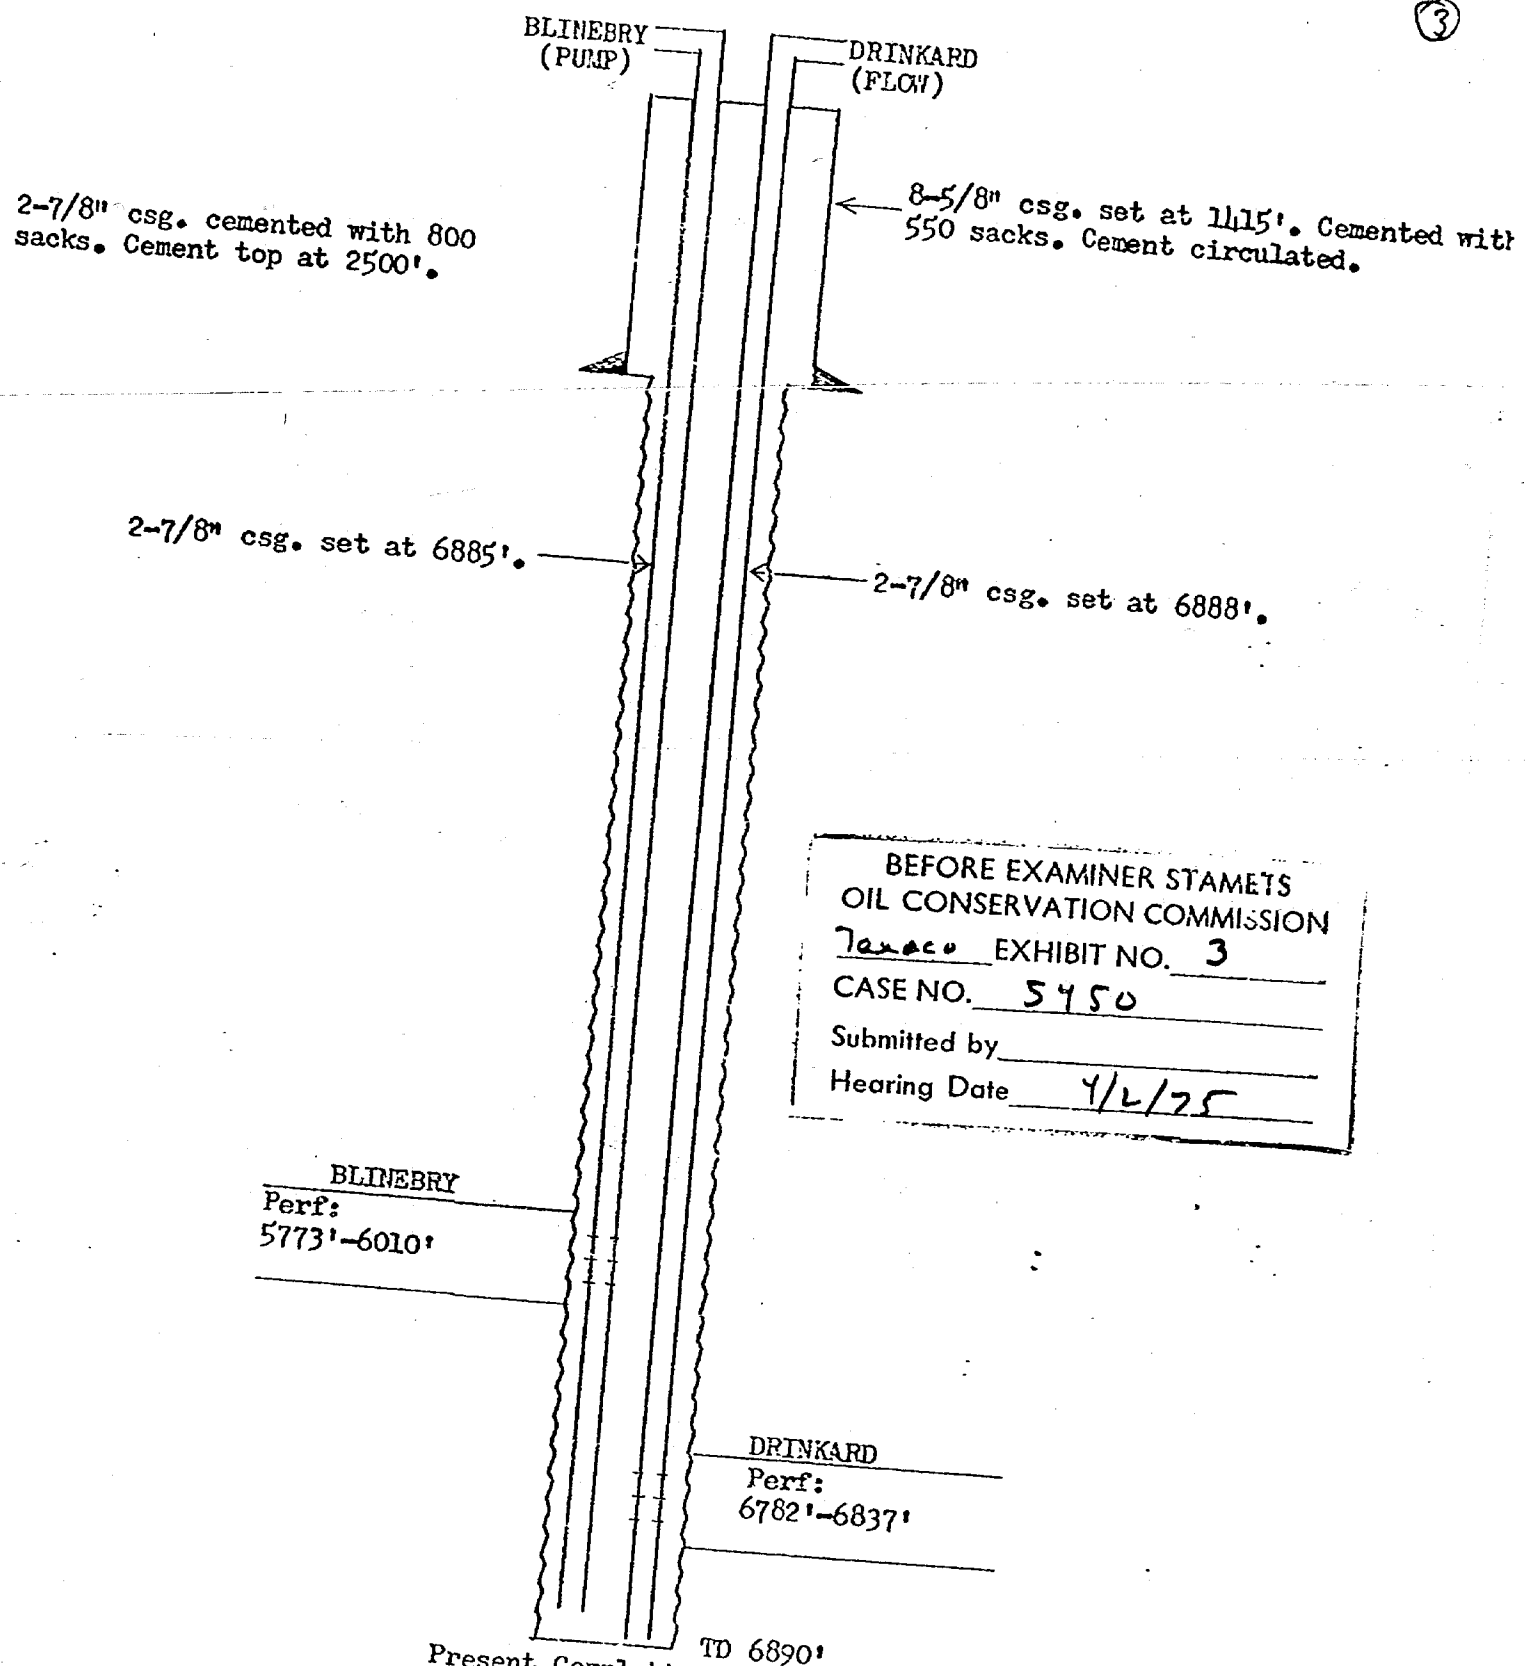 3
BLINEBRY
(PUMP)
DRINKARD
(FLOW)
2-7/8" csg. cemented with 800
sacks. Cement top at 2500'.
8-5/8" csg. set at 1415'. Cemented with
550 sacks. Cement circulated.
2-7/8" csg. set at 6885'.
2-7/8" csg. set at 6888'.
BEFORE EXAMINER STAMETS
OIL CONSERVATION COMMISSION
Texaco EXHIBIT NO. 3
CASE NO. 5450
Submitted by
Hearing Date 4/2/75
BLINEBRY
Perf:
5773'-6010'
DRINKARD
Perf:
6782'-6837'
TD 6890'
Present